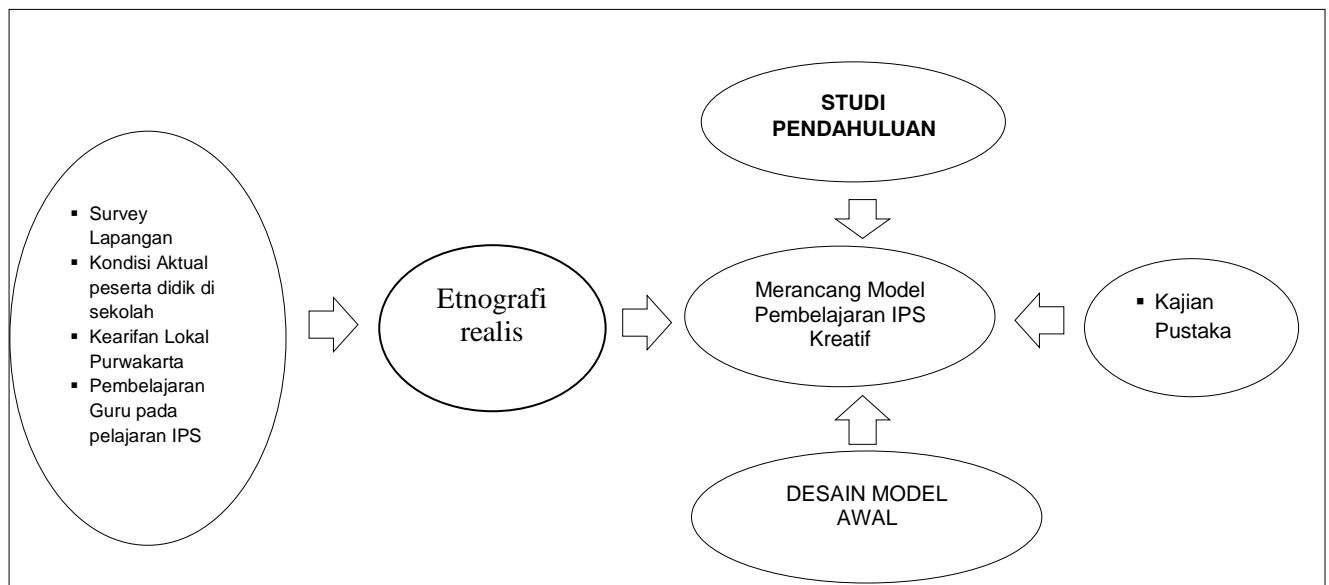 STUDI
PENDAHULUAN
▪ Survey
Lapangan
▪ Kondisi Aktual
peserta didik di
sekolah
▪ Kearifan Lokal
Purwakarta
▪ Pembelajaran
Guru pada
pelajaran IPS
Etnografi
realis
Merancang Model
Pembelajaran IPS
Kreatif
▪ Kajian
Pustaka
DESAIN MODEL
AWAL